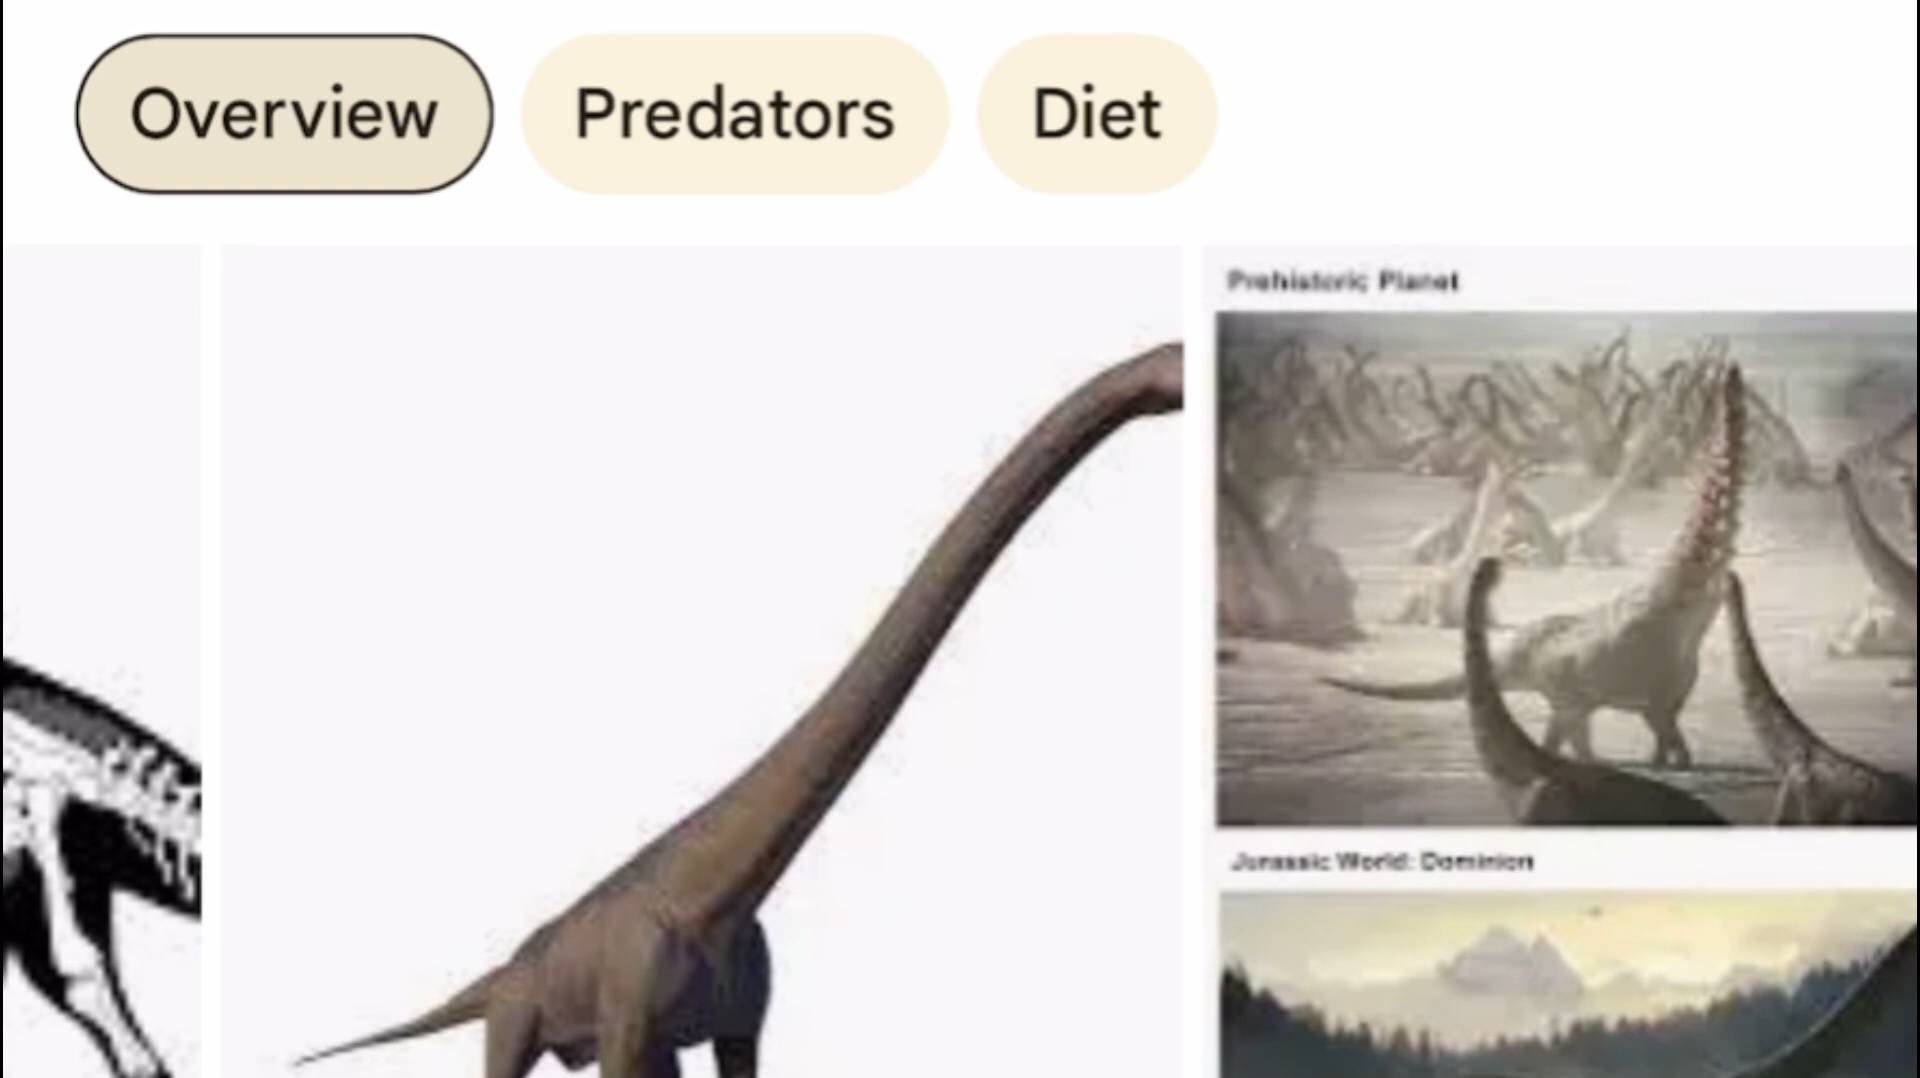 Overview
Predators
Diet
Prehistoric Planet
Jurassic World: Dominion